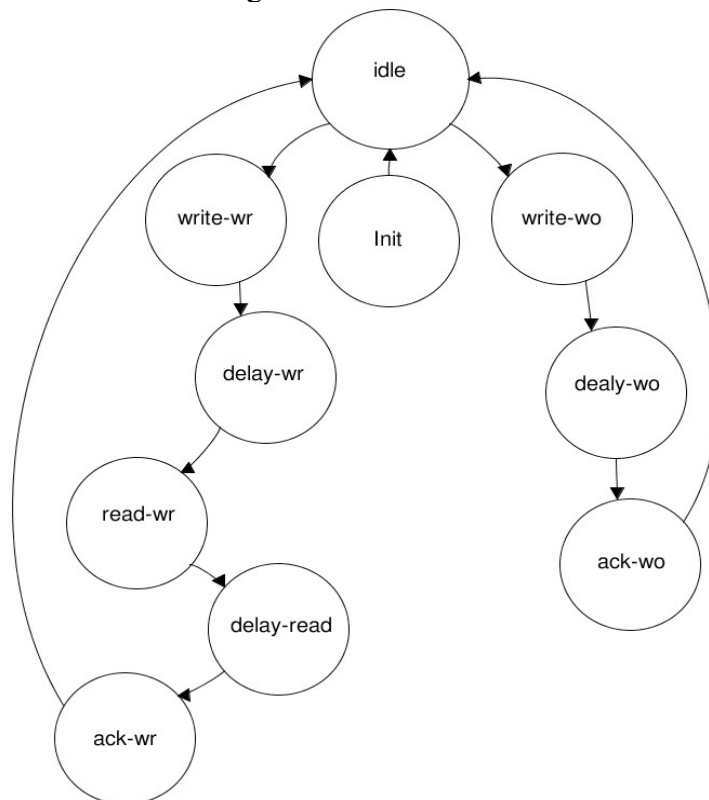 idle
write-wr
Init
write-wo
delay-wr
dealy-wo
read-wr
ack-wo
delay-read
ack-wr